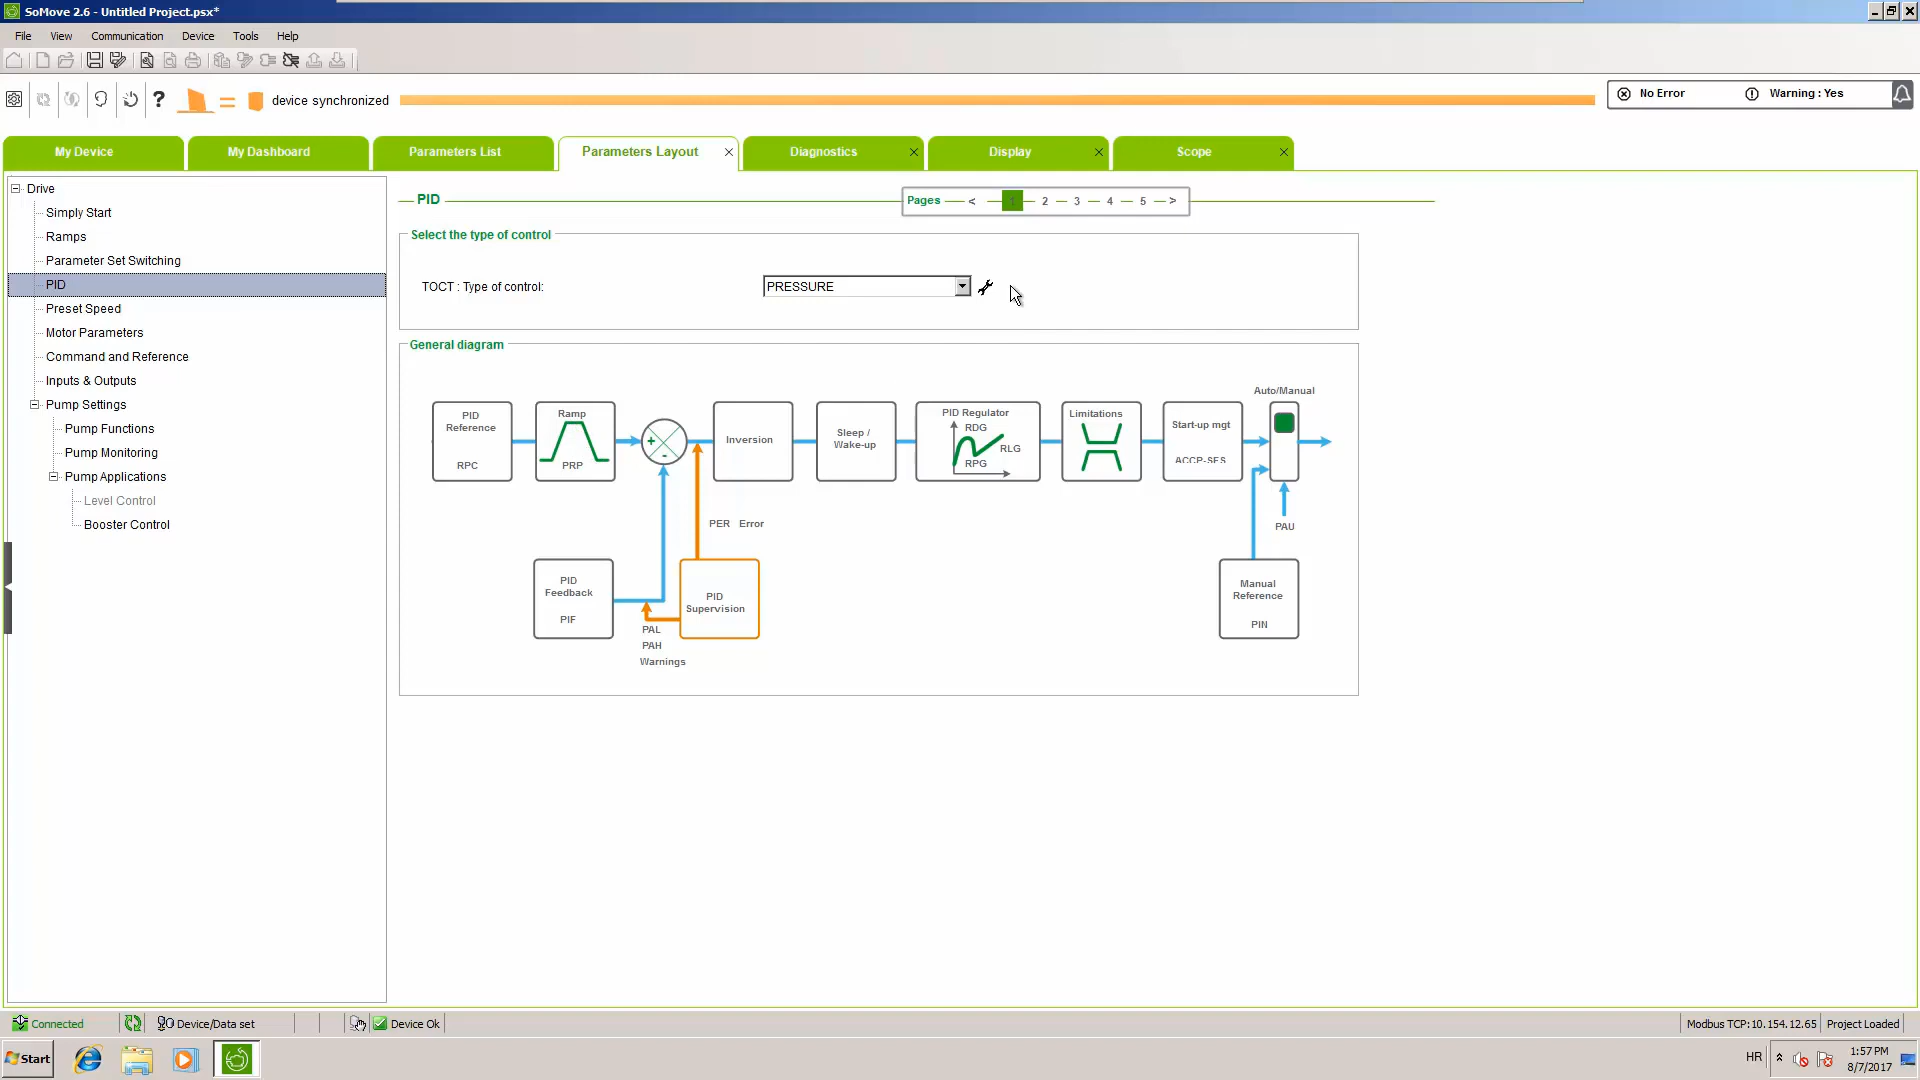 SoMove 2.6 - Untitled Project.psx*
File View Communication Device Tools Help
? = device synchronized
No Error Warning : Yes
My Device My Dashboard Parameters List Parameters Layout Diagnostics Display Scope
Drive
Simply Start
Ramps
Parameter Set Switching
PID
Preset Speed
Motor Parameters
Command and Reference
Inputs & Outputs
Pump Settings
Pump Functions
Pump Monitoring
Pump Applications
Level Control
Booster Control
PID
Pages < 1 2 3 4 5 >
Select the type of control
TOCT : Type of control: PRESSURE
General diagram
PID
Reference
RPC
Ramp
PRP
+
-
Inversion
Sleep /
Wake-up
PID Regulator
RDG
RLG
RPG
Limitations
Start-up mgt
ACCP-SFS
Auto/Manual
PAU
PER Error
PID
Feedback
PIF
PID
Supervision
PAL
PAH
Warnings
Manual
Reference
PIN
Connected Device/Data set Device Ok
Modbus TCP:10.154.12.65 Project Loaded
Start
HR
1:57 PM
8/7/2017